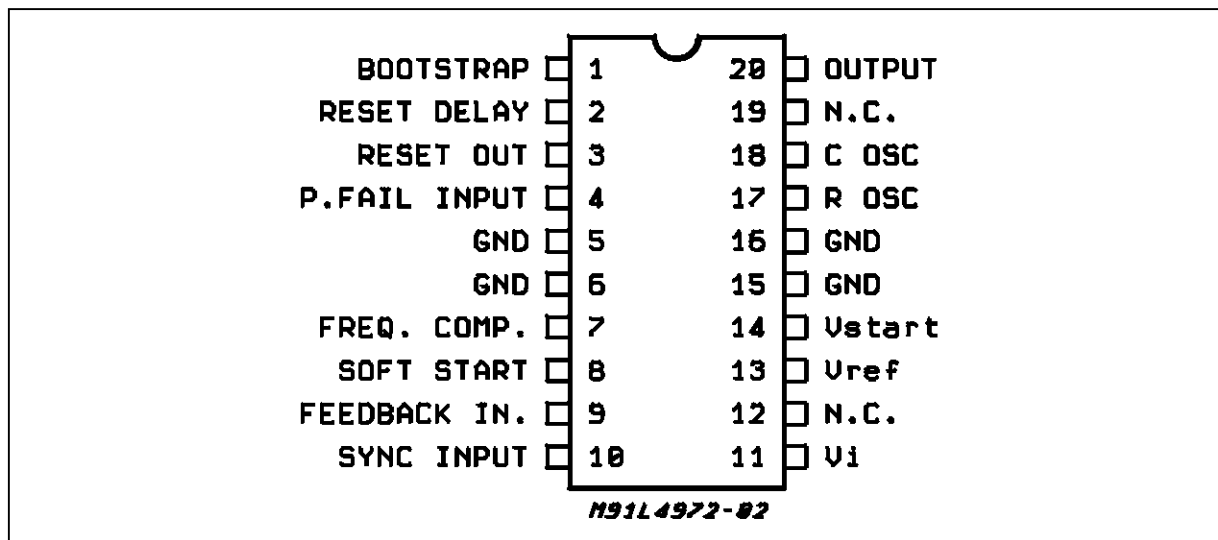 BOOTSTRAP 1 20 OUTPUT
RESET DELAY 2 19 N.C.
RESET OUT 3 18 C OSC
P.FAIL INPUT 4 17 R OSC
GND 5 16 GND
GND 6 15 GND
FREQ. COMP. 7 14 Vstart
SOFT START 8 13 Vref
FEEDBACK IN. 9 12 N.C.
SYNC INPUT 10 11 Vi
M91L4972-02